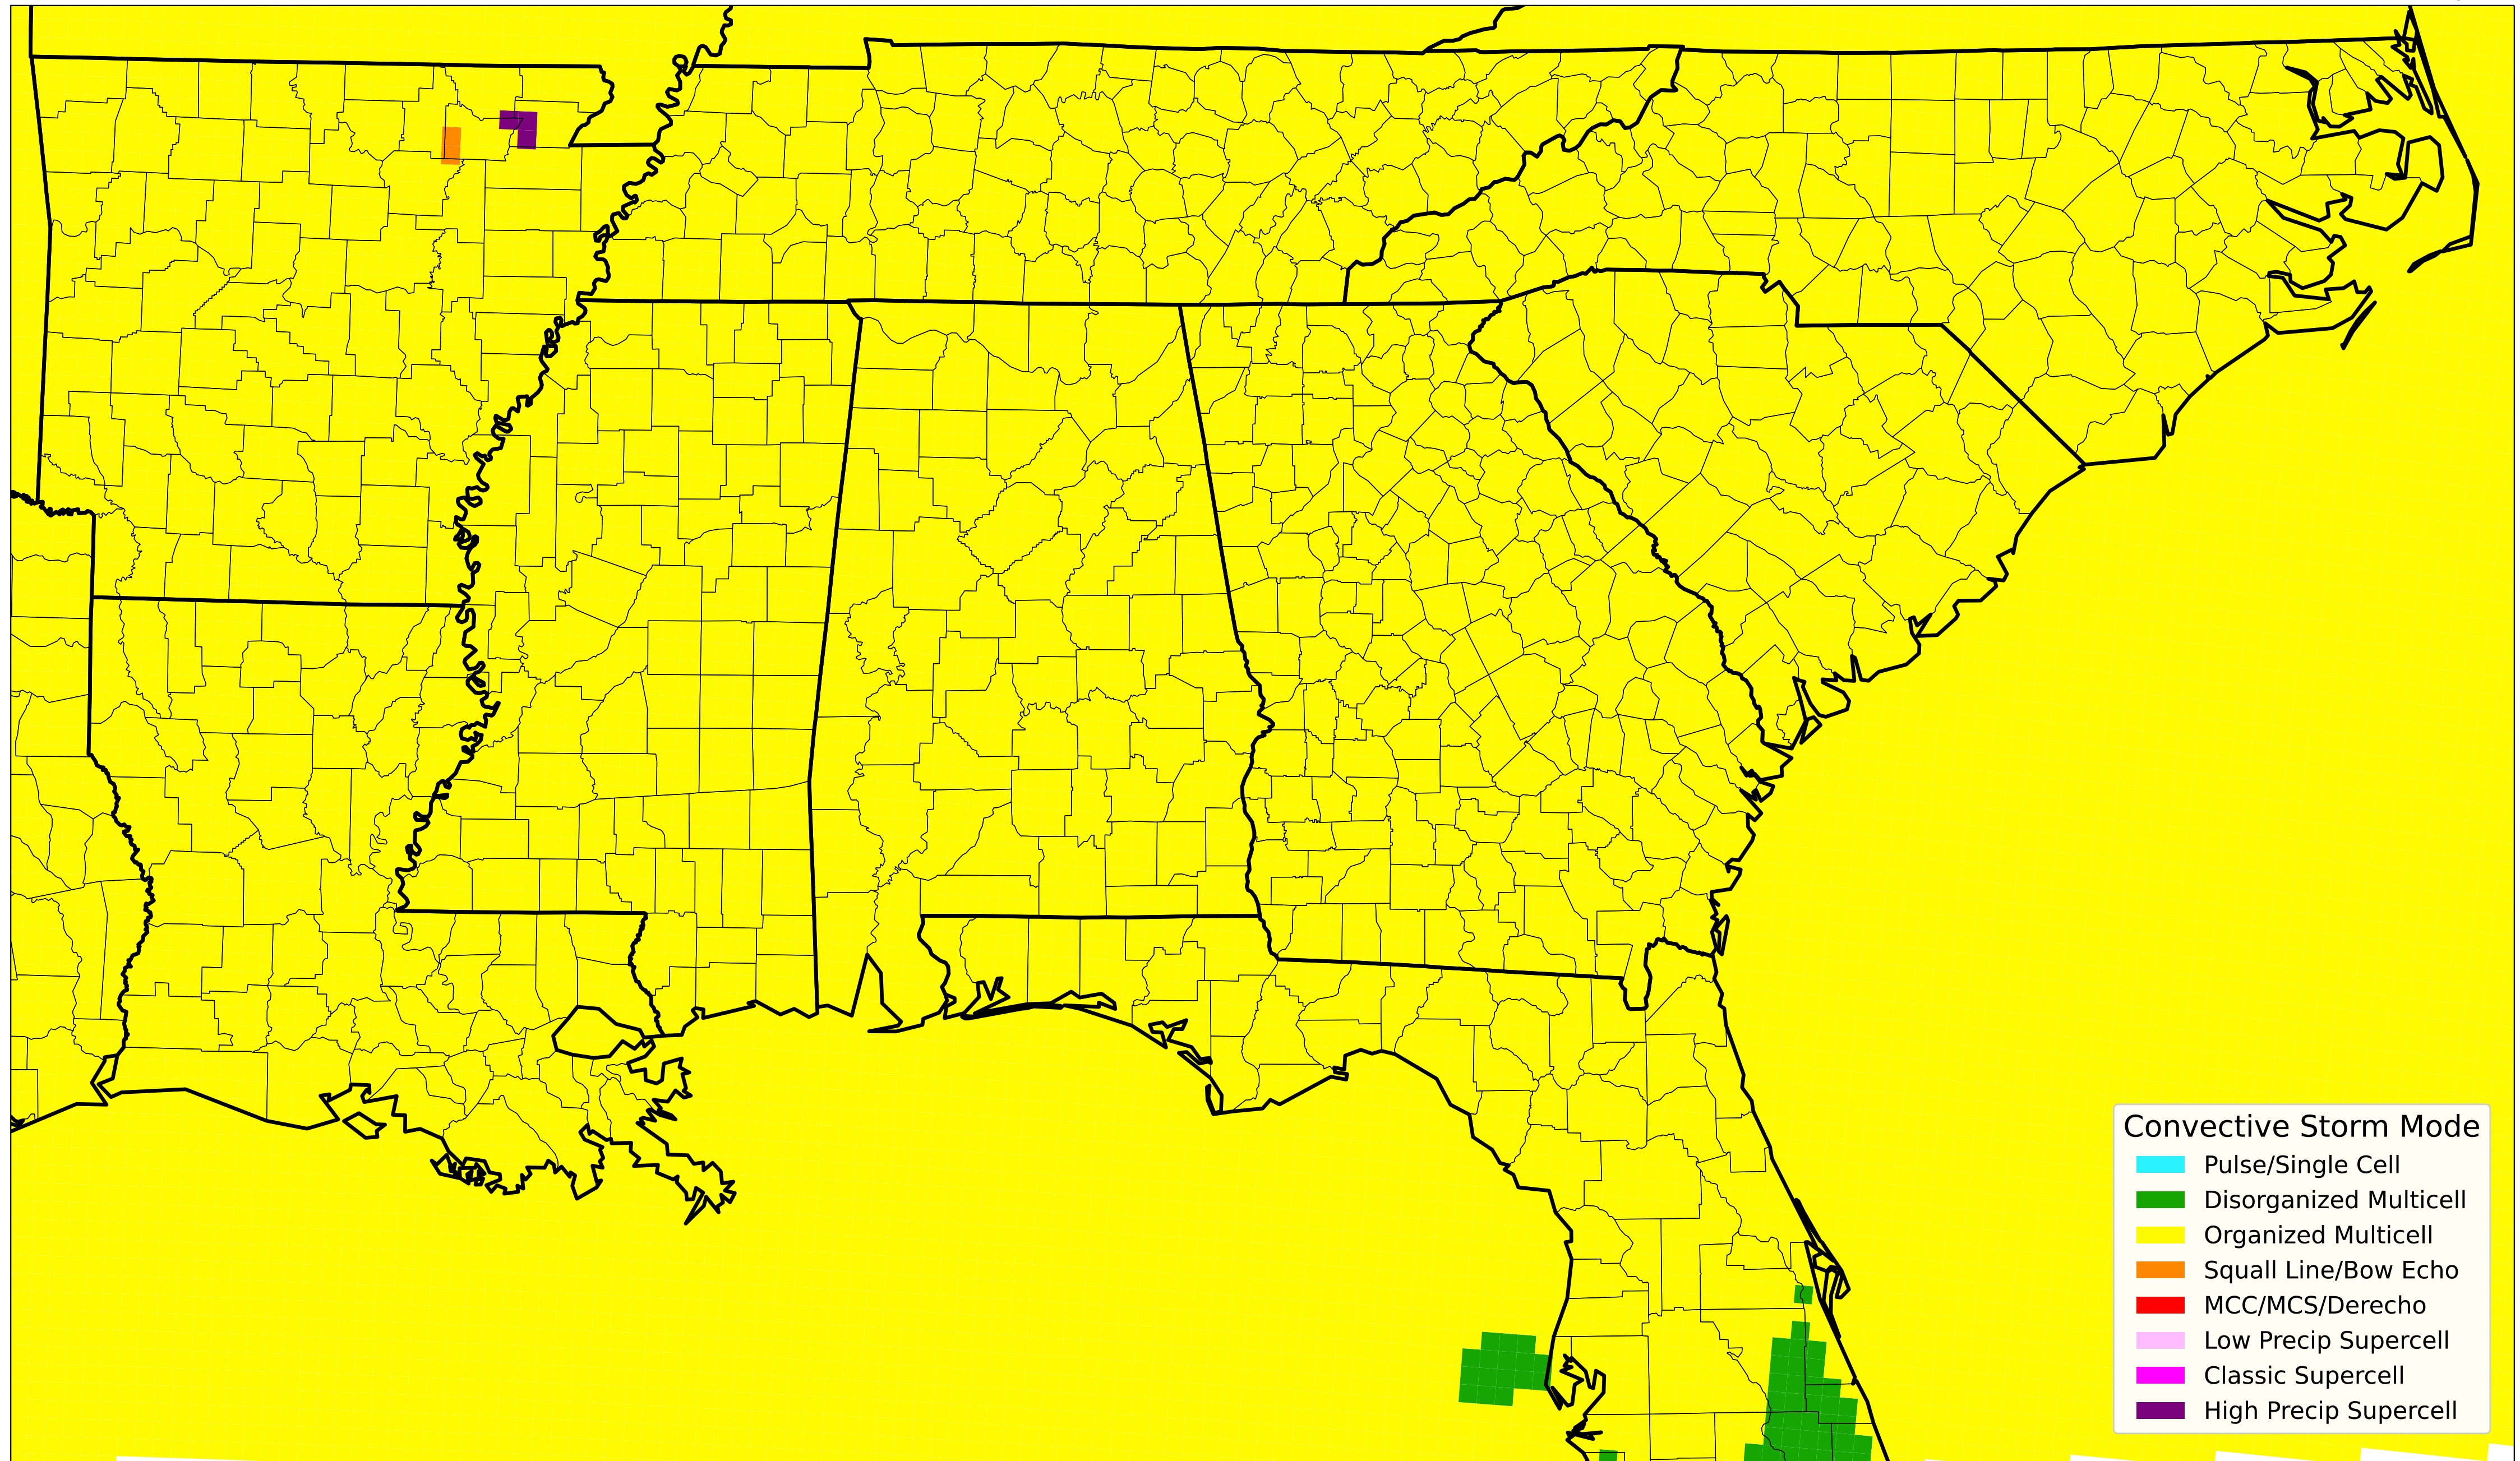 Convective Storm Mode
Pulse/Single Cell
Disorganized Multicell
Organized Multicell
Squall Line/Bow Echo
MCC/MCS/Derecho
Low Precip Supercell
Classic Supercell
High Precip Supercell